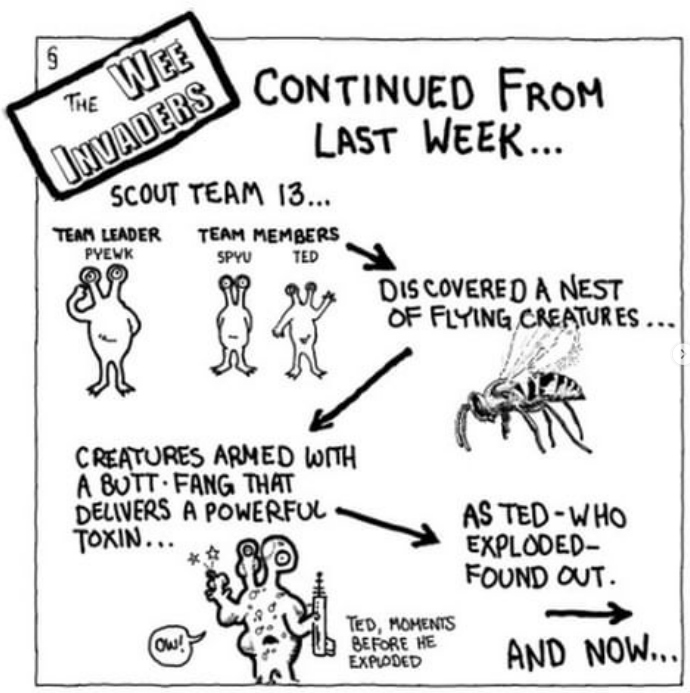 §
THE WEE
INVADERS
CONTINUED FROM
LAST WEEK...
SCOUT TEAM 13...
TEAM LEADER
PYEWK
TEAM MEMBERS
SPYU TED
DISCOVERED A NEST
OF FLYING CREATURES...
CREATURES ARMED WITH
A BUTT-FANG THAT
DELIVERS A POWERFUL
TOXIN...
AS TED-WHO
EXPLODED-
FOUND OUT.
OW!
TED, MOMENTS
BEFORE HE
EXPLODED
AND NOW...